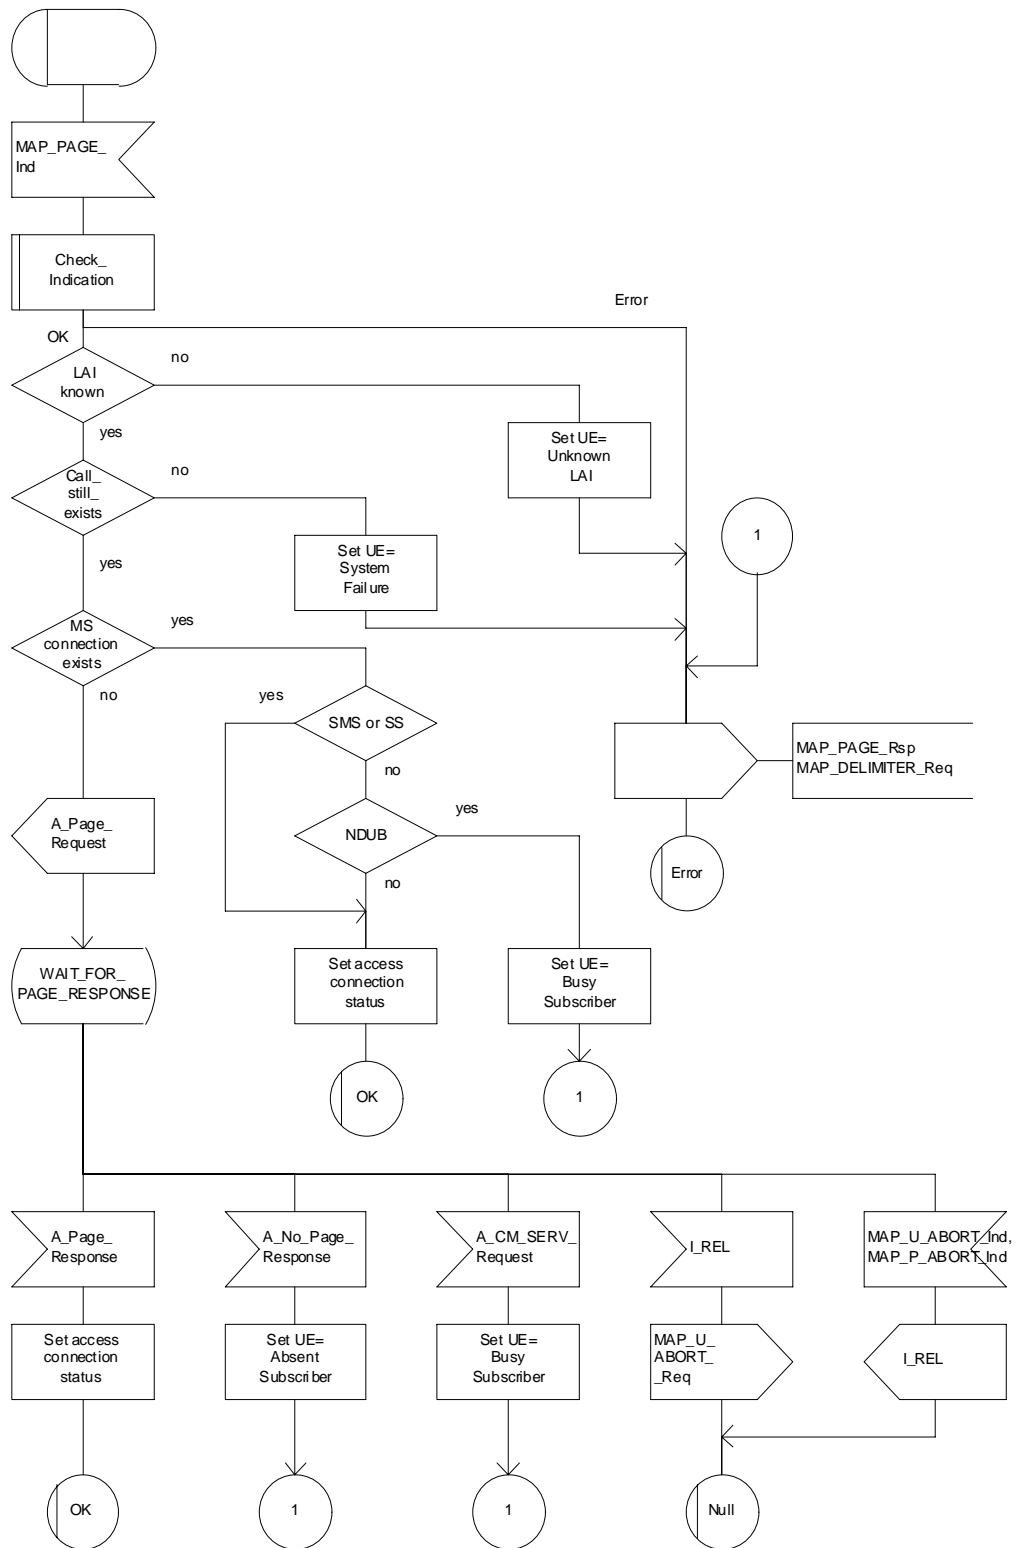 MAP_PAGE_
Ind
Check_
Indication
Error
OK
no
LAI
known
yes
Set UE=
Unknown
LAI
no
Call_
still_
exists
1
Set UE=
System
Failure
yes
yes
MS
connection
exists
no
yes
SMS or SS
no
MAP_PAGE_Rsp
MAP_DELIMITER_Req
A_Page_
Request
yes
NDUB
no
Error
WAIT_FOR_
PAGE_RESPONSE
Set access
connection
status
Set UE=
Busy
Subscriber
OK
1
A_Page_
Response
A_No_Page_
Response
A_CM_SERV_
Request
I_REL
MAP_U_ABORT_Ind,
MAP_P_ABORT_Ind
Set access
connection
status
Set UE=
Absent
Subscriber
Set UE=
Busy
Subscriber
MAP_U_
ABORT_
_Req
I_REL
OK
1
1
Null